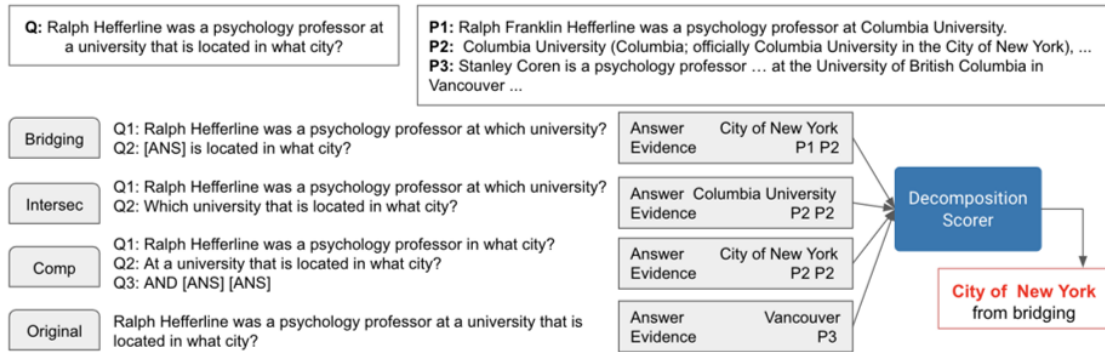 Q: Ralph Hefferline was a psychology professor at
a university that is located in what city?
P1: Ralph Franklin Hefferline was a psychology professor at Columbia University.
P2: Columbia University (Columbia; officially Columbia University in the City of New York), ...
P3: Stanley Coren is a psychology professor … at the University of British Columbia in
Vancouver ...
Bridging
Q1: Ralph Hefferline was a psychology professor at which university?
Q2: [ANS] is located in what city?
Answer City of New York
Evidence P1 P2
Intersec
Q1: Ralph Hefferline was a psychology professor at which university?
Q2: Which university that is located in what city?
Answer Columbia University
Evidence P2 P2
Comp
Q1: Ralph Hefferline was a psychology professor in what city?
Q2: At a university that is located in what city?
Q3: AND [ANS] [ANS]
Answer City of New York
Evidence P2 P2
Original
Ralph Hefferline was a psychology professor at a university that is
located in what city?
Answer Vancouver
Evidence P3
Decomposition
Scorer
City of New York
from bridging